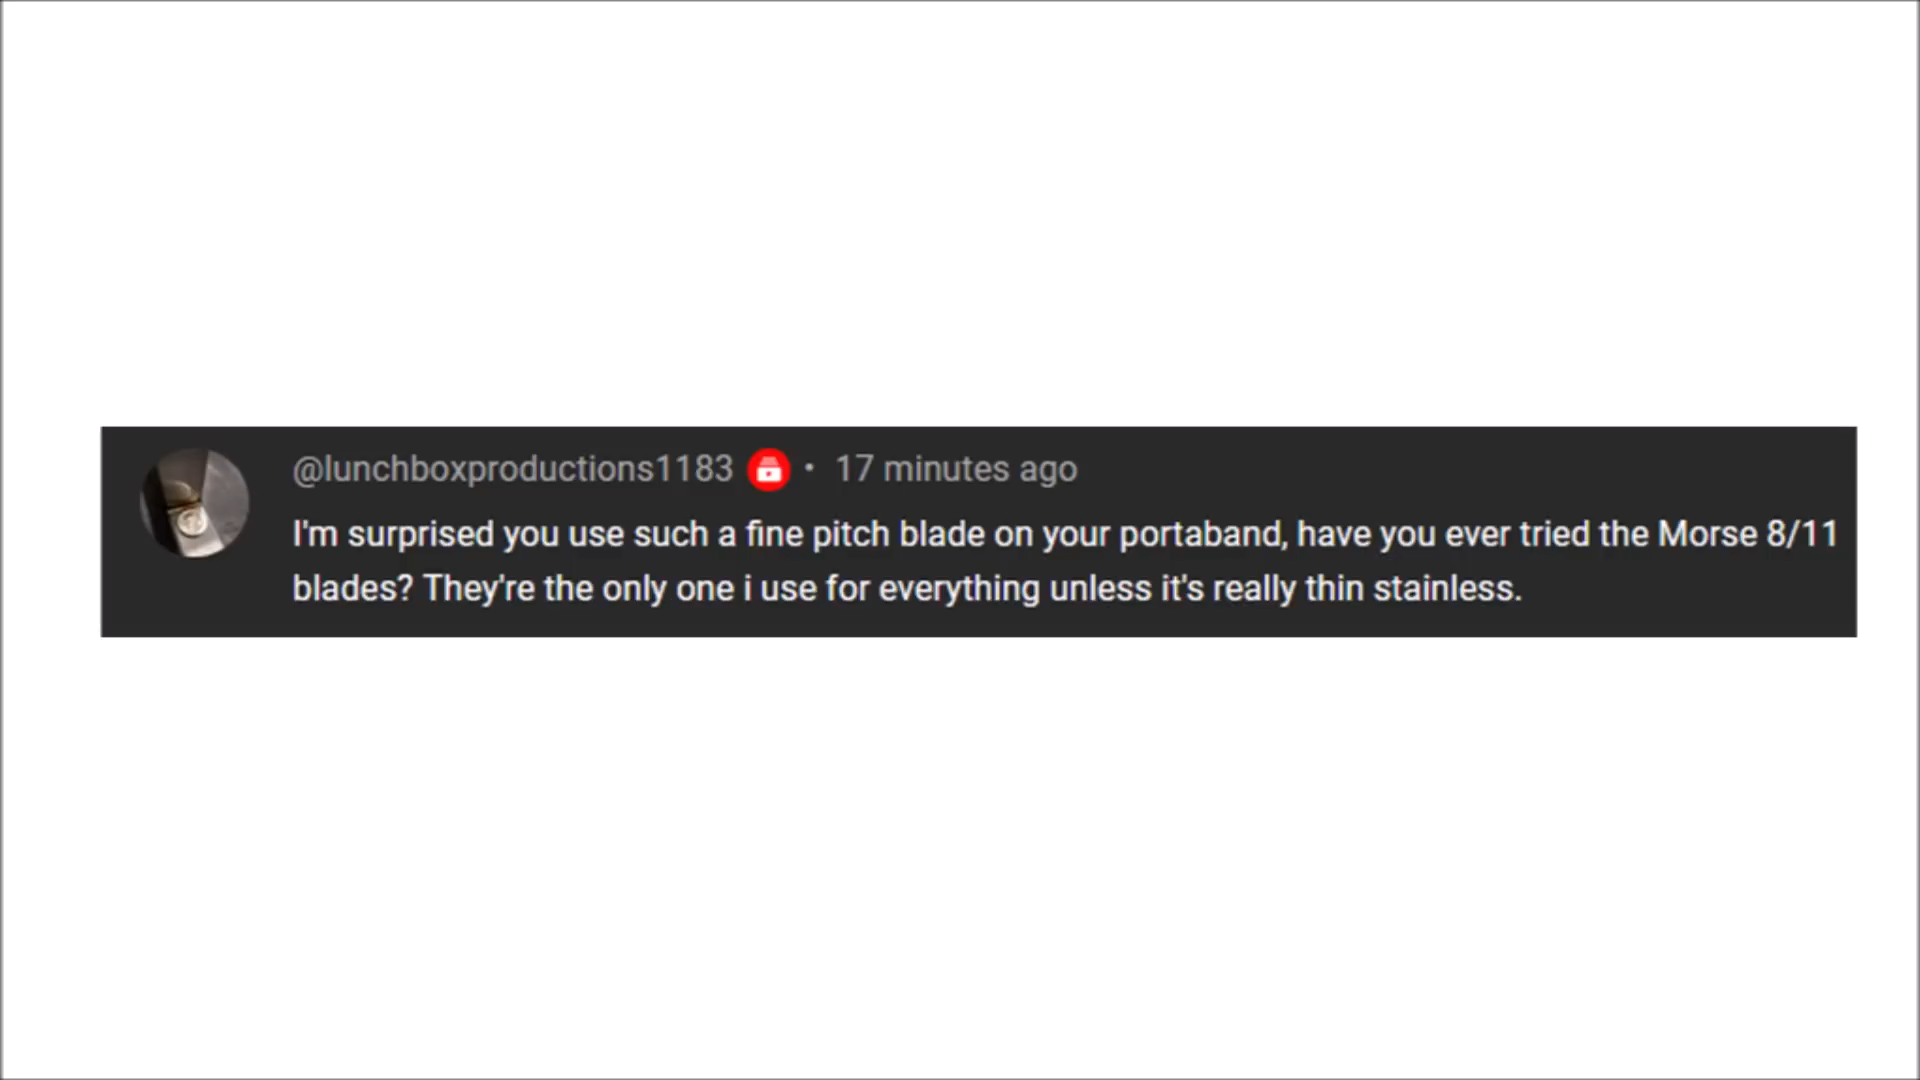 @lunchboxproductions1183 • 17 minutes ago
I'm surprised you use such a fine pitch blade on your portaband, have you ever tried the Morse 8/11
blades? They're the only one i use for everything unless it's really thin stainless.